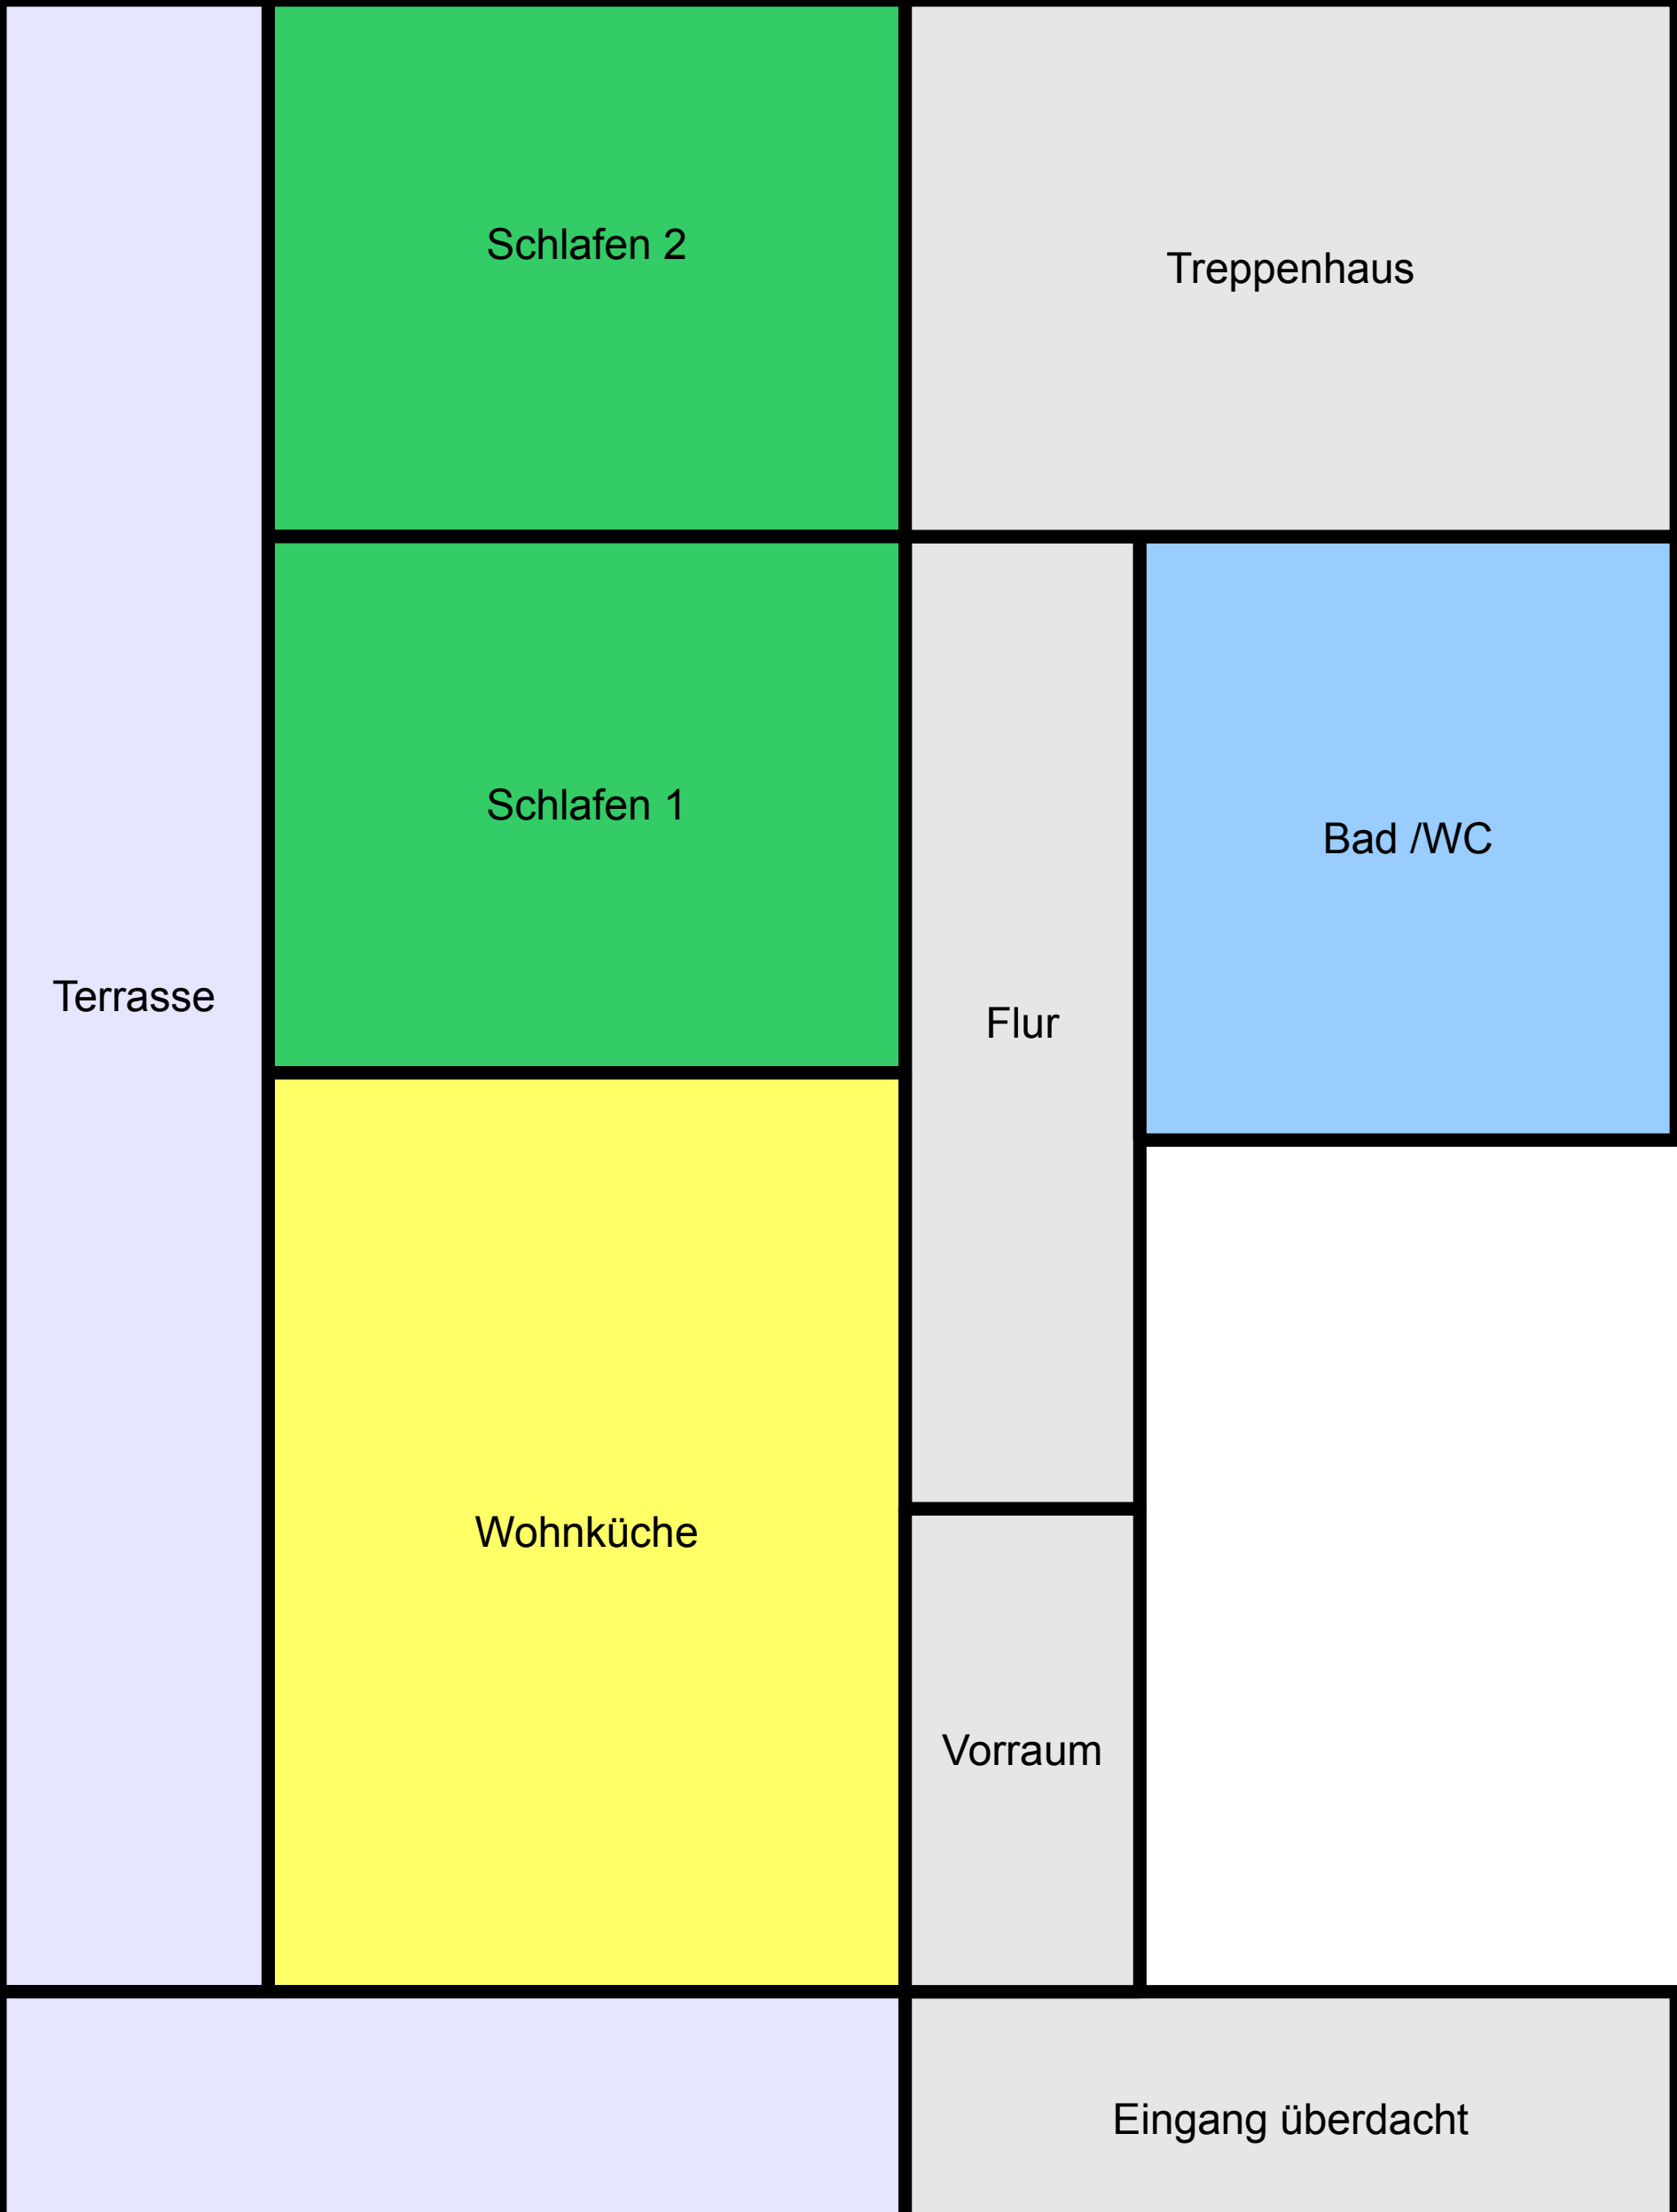 Schlafen 2
Treppenhaus
Schlafen 1
Bad /WC
Terrasse
Flur
Wohnküche
Vorraum
Eingang überdacht